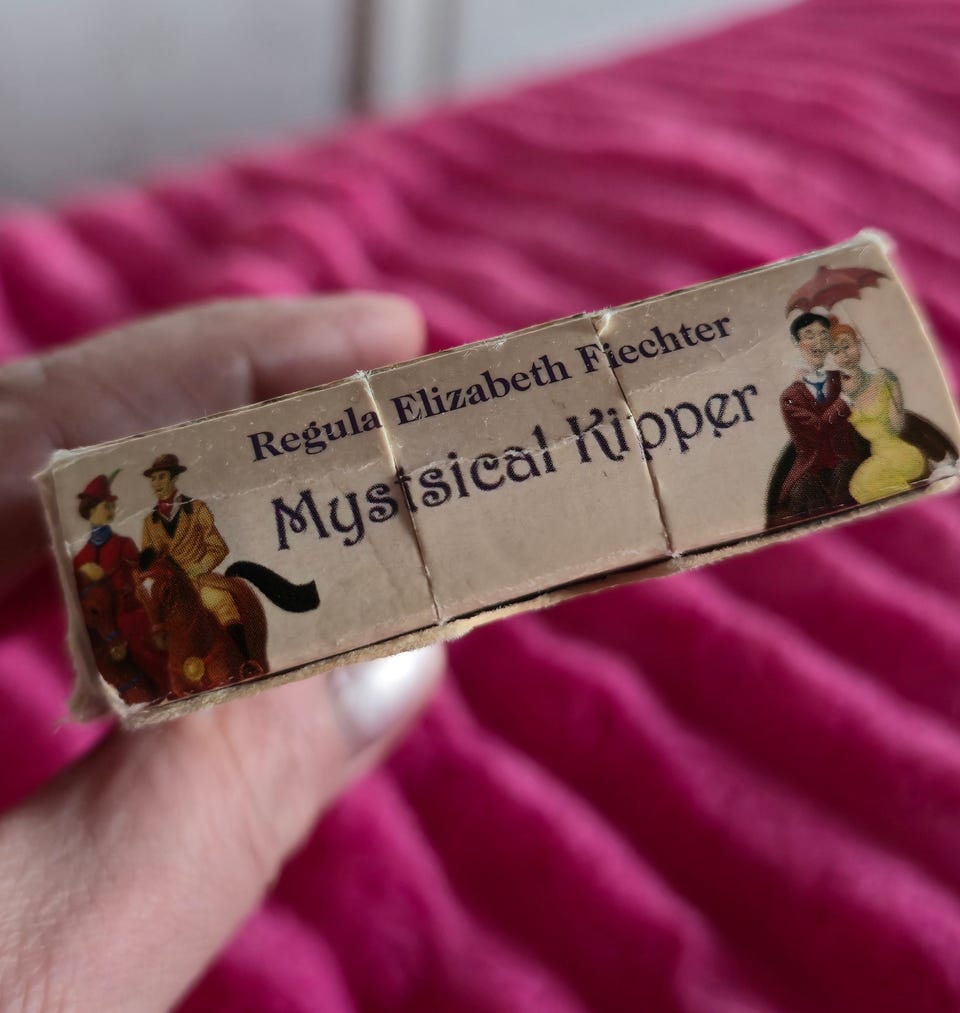 Regula Elizabeth Fiechter
Mystsical Kipper